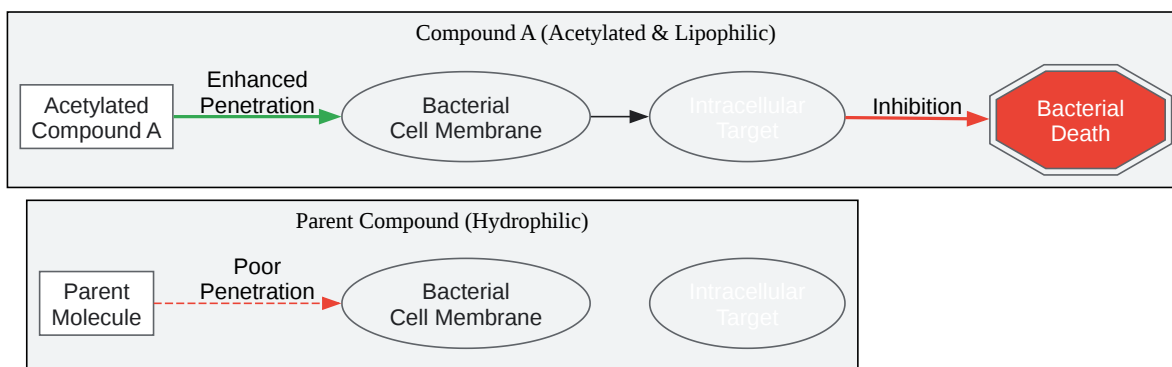 Compound A (Acetylated & Lipophilic)
Acetylated
Compound A
Enhanced
Penetration
Bacterial
Cell Membrane
Intracellular
Target
Inhibition
Bacterial
Death
Parent Compound (Hydrophilic)
Parent
Molecule
Poor
Penetration
Bacterial
Cell Membrane
Intracellular
Target